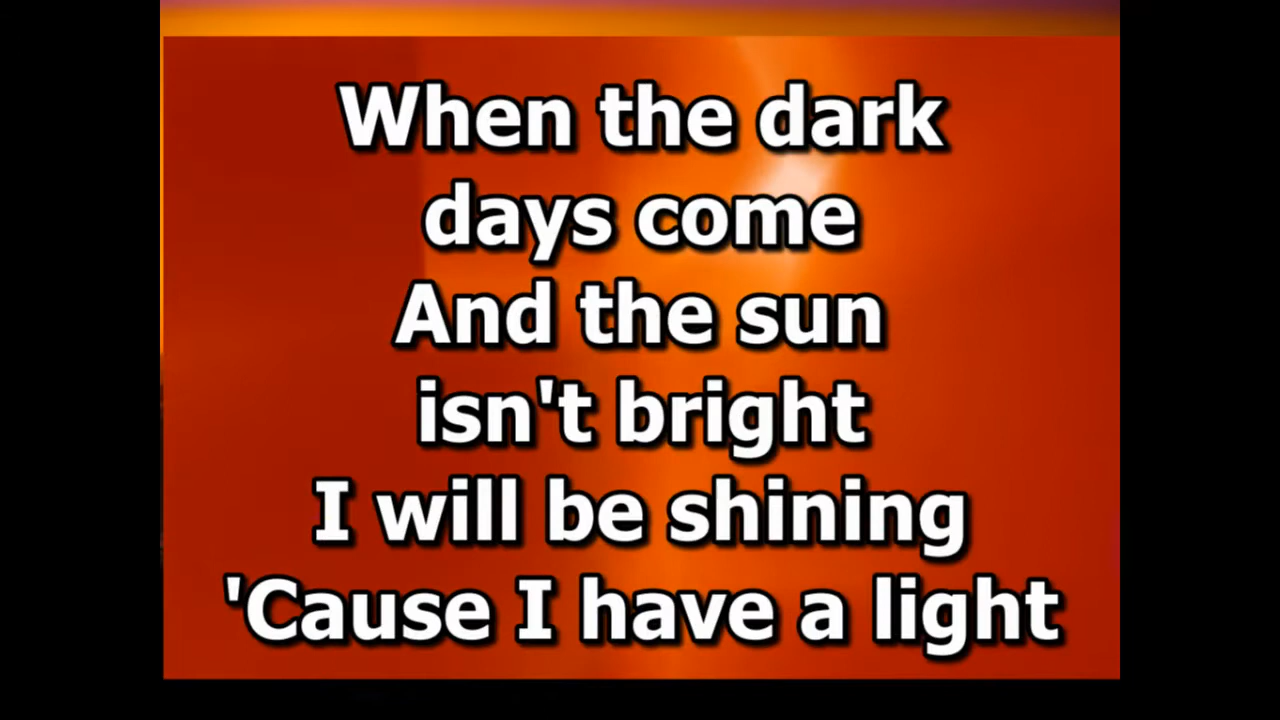 When the dark
days come
And the sun
isn't bright
I will be shining
'Cause I have a light